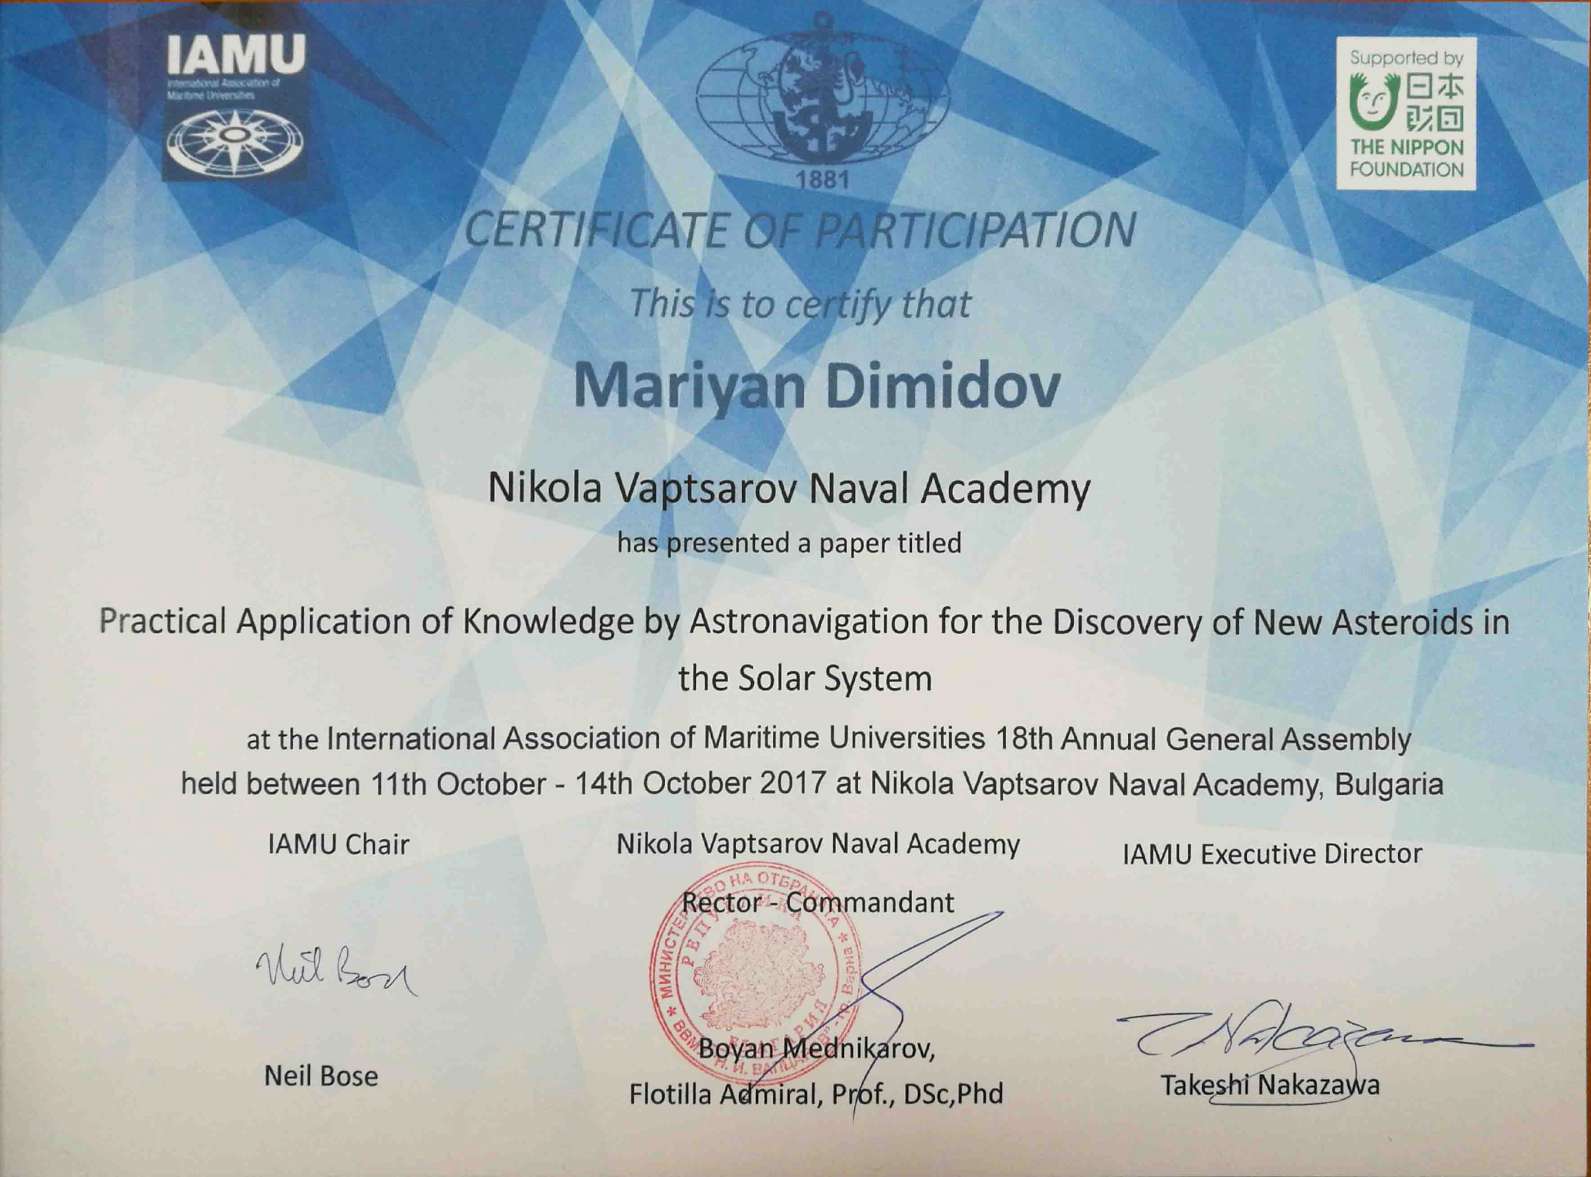 IAMU
International Association of
Maritime Universities
1881
Supported by
日本
財団
THE NIPPON
FOUNDATION
CERTIFICATE OF PARTICIPATION
This is to certify that
Mariyan Dimidov
Nikola Vaptsarov Naval Academy
has presented a paper titled
Practical Application of Knowledge by Astronavigation for the Discovery of New Asteroids in
the Solar System
at the International Association of Maritime Universities 18th Annual General Assembly
held between 11th October - 14th October 2017 at Nikola Vaptsarov Naval Academy, Bulgaria
IAMU Chair
Nikola Vaptsarov Naval Academy
Rector - Commandant
IAMU Executive Director
МИНИСТЕРСТВО НА ОТБРАНАТА
РЕПУБЛИКА
БЪЛГАРИЯ
Neil Bose
Neil Bose
Boyan Mednikarov,
Flotilla Admiral, Prof., DSc,Phd
T. Nakazawa
Takeshi Nakazawa